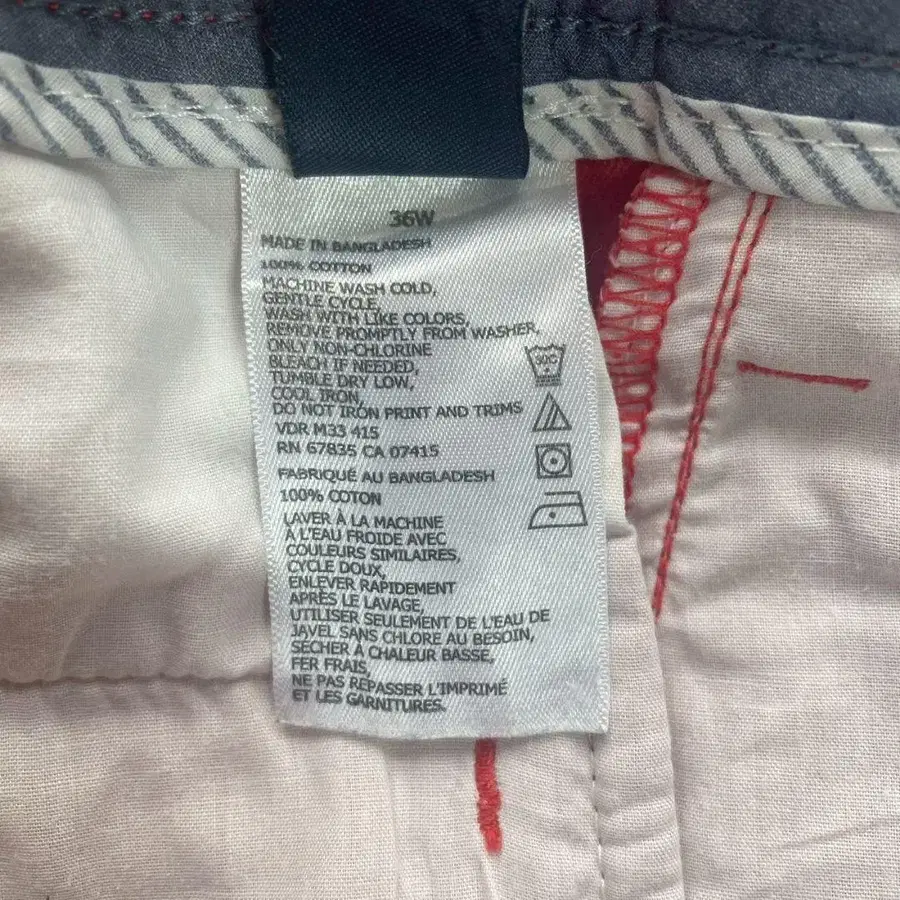 36W
MADE IN BANGLADESH
100% COTTON
MACHINE WASH COLD,
GENTLE CYCLE,
WASH WITH LIKE COLORS,
REMOVE PROMPTLY FROM WASHER,
ONLY NON-CHLORINE
BLEACH IF NEEDED,
TUMBLE DRY LOW,
COOL IRON,
DO NOT IRON PRINT AND TRIMS
VDR M33 415
RN 67835 CA 07415
FABRIQUÉ AU BANGLADESH
100% COTON
LAVER À LA MACHINE
À L'EAU FROIDE AVEC
COULEURS SIMILAIRES,
CYCLE DOUX,
ENLEVER RAPIDEMENT
APRÈS LE LAVAGE,
UTILISER SEULEMENT DE L'EAU DE
JAVEL SANS CHLORE AU BESOIN,
SECHER À CHALEUR BASSE,
FER FRAIS,
NE PAS REPASSER L'IMPRIMÉ
ET LES GARNITURES.
30C